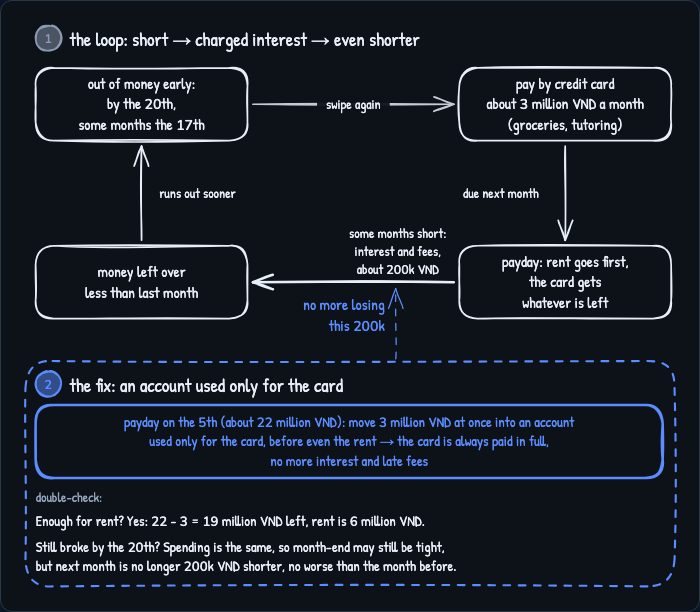 1 the loop: short → charged interest → even shorter
out of money early:
by the 20th,
some months the 17th
swipe again
pay by credit card
about 3 million VND a month
(groceries, tutoring)
runs out sooner
due next month
some months short:
interest and fees,
about 200k VND
money left over
less than last month
payday: rent goes first,
the card gets
whatever is left
no more losing
this 200k
2 the fix: an account used only for the card
payday on the 5th (about 22 million VND): move 3 million VND at once into an account
used only for the card, before even the rent → the card is always paid in full,
no more interest and late fees
double-check:
Enough for rent? Yes: 22 - 3 = 19 million VND left, rent is 6 million VND.
Still broke by the 20th? Spending is the same, so month-end may still be tight,
but next month is no longer 200k VND shorter, no worse than the month before.